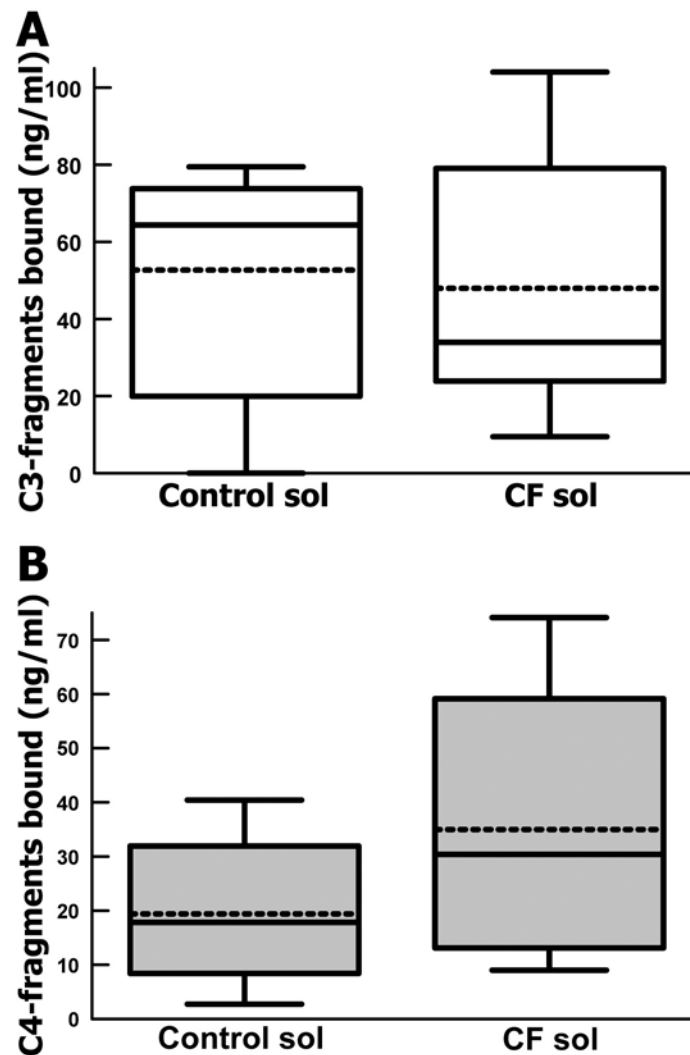 A
C3-fragments bound (ng/ml)
100
80
60
40
20
0
Control sol
CF sol
B
C4-fragments bound (ng/ml)
70
60
50
40
30
20
10
0
Control sol
CF sol